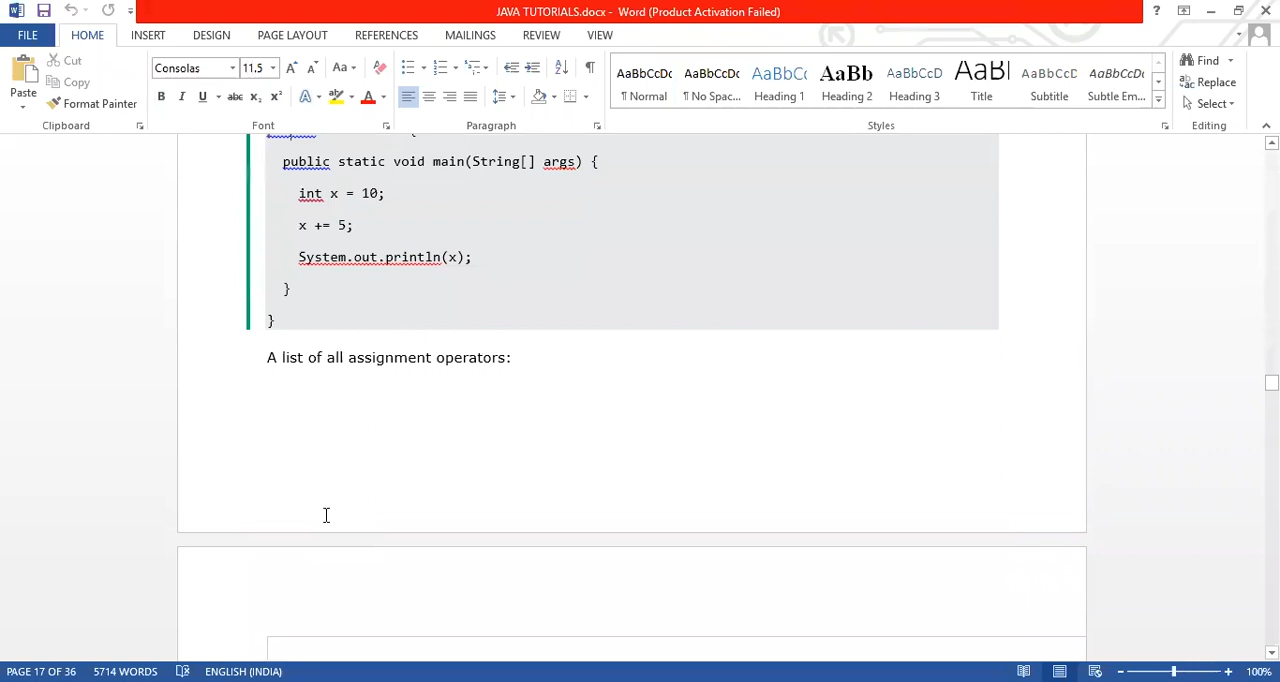 JAVA TUTORIALS.docx - Word (Product Activation Failed)
FILE HOME INSERT DESIGN PAGE LAYOUT REFERENCES MAILINGS REVIEW VIEW
Cut
Copy
Format Painter
Paste
Clipboard
Consolas 11.5
Font
Paragraph
AaBbCcDc AaBbCcDc AaBbCc AaBb AaBbCcD AaBl AaBbCcD AaBbCcDc
¶ Normal ¶ No Spac... Heading 1 Heading 2 Heading 3 Title Subtitle Subtle Em...
Styles
Find
Replace
Select
Editing
public static void main(String[] args) {
int x = 10;
x += 5;
System.out.println(x);
}
}
A list of all assignment operators:
PAGE 17 OF 36 5714 WORDS ENGLISH (INDIA) 100%